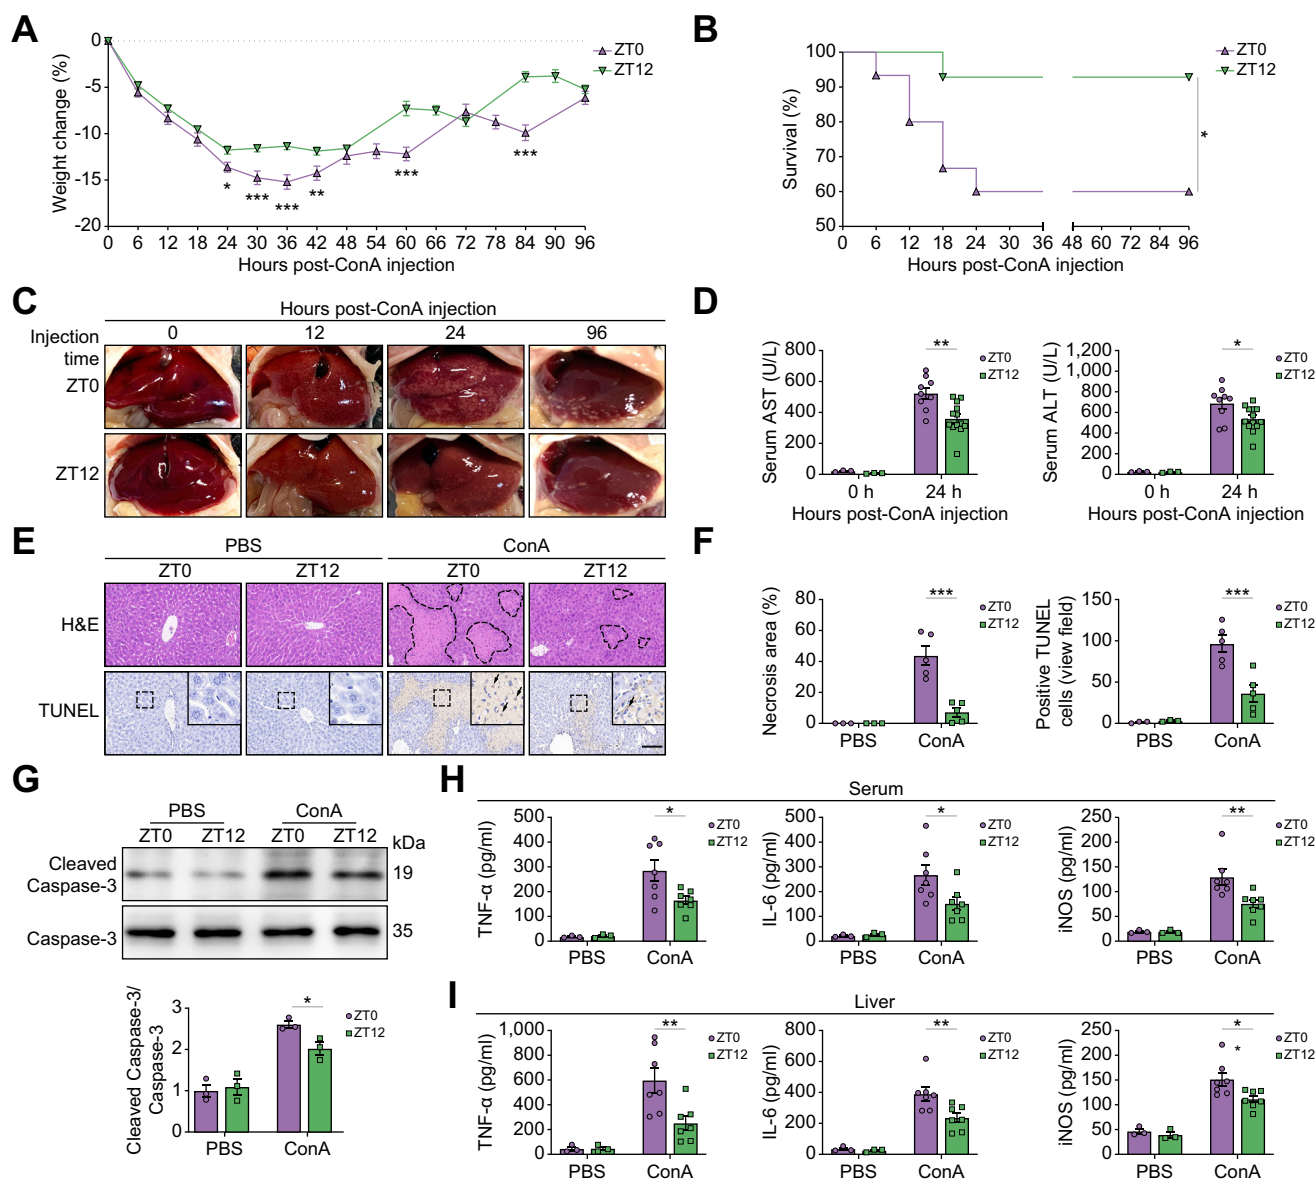 A
0
-5
-10
-15
-20
Weight change (%)
ZT0
ZT12
* *** *** ** *** ***
0 6 12 18 24 30 36 42 48 54 60 66 72 78 84 90 96
Hours post-ConA injection
B
100
90
80
70
60
50
Survival (%)
ZT0
ZT12
*
0 6 12 18 24 30 36 48 60 72 84 96
Hours post-ConA injection
C
Hours post-ConA injection
Injection time
0 12 24 96
ZT0
ZT12
D
Serum AST (U/L)
800
600
400
200
0
**
ZT0
ZT12
0 h 24 h
Hours post-ConA injection
Serum ALT (U/L)
1,200
1,000
800
600
400
200
0
*
ZT0
ZT12
0 h 24 h
Hours post-ConA injection
E
PBS ConA
ZT0 ZT12 ZT0 ZT12
H&E
TUNEL
F
Necrosis area (%)
80
60
40
20
0
***
ZT0
ZT12
PBS ConA
Positive TUNEL
cells (view field)
150
100
50
0
***
ZT0
ZT12
PBS ConA
G
PBS ConA
ZT0 ZT12 ZT0 ZT12 kDa
Cleaved
Caspase-3
19
Caspase-3
35
Cleaved Caspase-3/
Caspase-3
3
2
1
0
*
ZT0
ZT12
PBS ConA
H
Serum
TNF-α (pg/ml)
500
400
300
200
100
0
*
ZT0
ZT12
PBS ConA
IL-6 (pg/ml)
500
400
300
200
100
0
*
ZT0
ZT12
PBS ConA
iNOS (pg/ml)
250
200
150
100
50
0
**
ZT0
ZT12
PBS ConA
I
Liver
TNF-α (pg/ml)
1,000
800
600
400
200
0
**
ZT0
ZT12
PBS ConA
IL-6 (pg/ml)
800
600
400
200
0
**
ZT0
ZT12
PBS ConA
iNOS (pg/ml)
250
200
150
100
50
0
*
*
ZT0
ZT12
PBS ConA